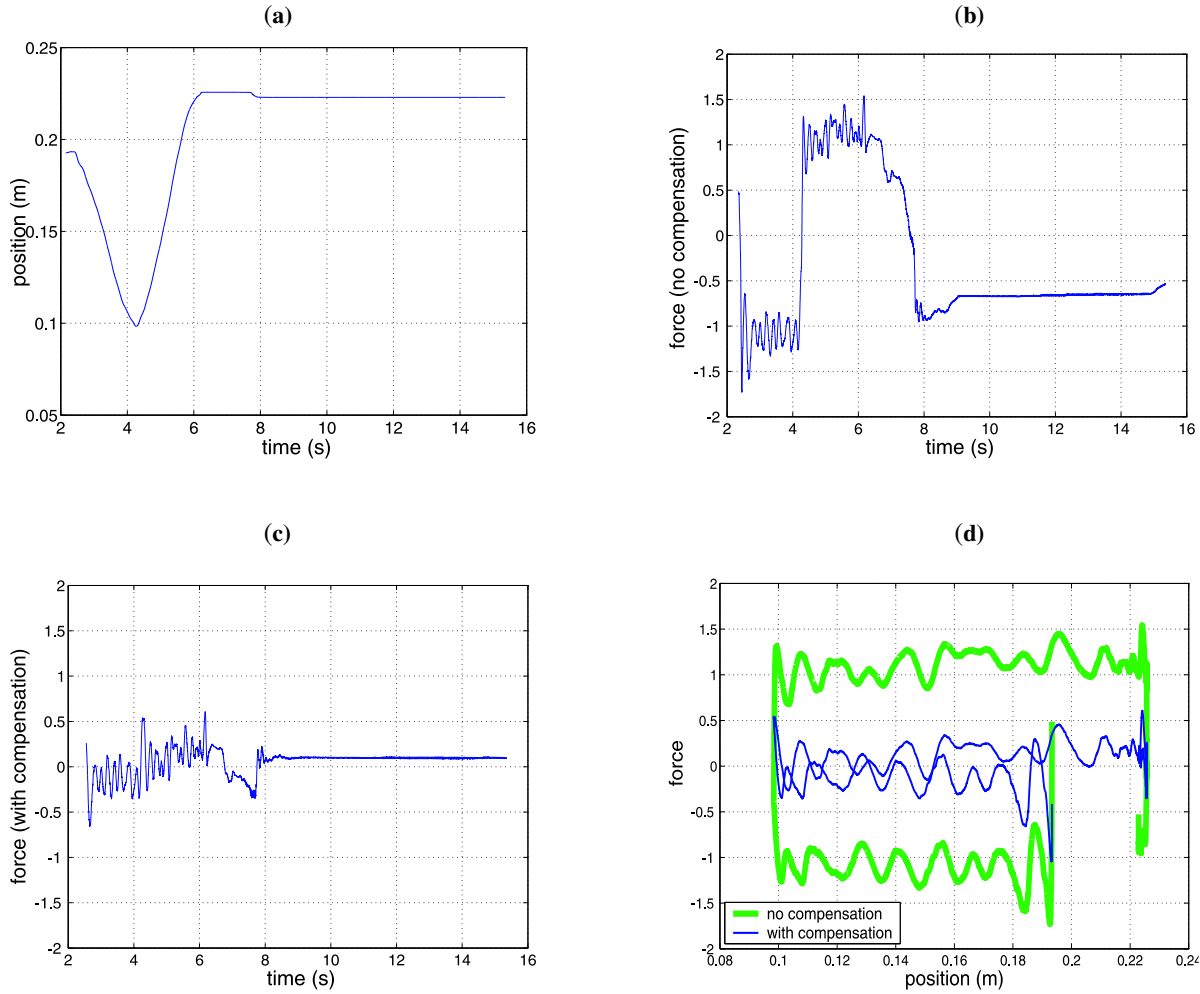 (a)
0.25
0.2
0.15
0.1
0.05
position (m)
2 4 6 8 10 12 14 16
time (s)
(b)
2
1.5
1
0.5
0
-0.5
-1
-1.5
-2
force (no compensation)
2 4 6 8 10 12 14 16
time (s)
(c)
2
1.5
1
0.5
0
-0.5
-1
-1.5
-2
force (with compensation)
2 4 6 8 10 12 14 16
time (s)
(d)
2
1.5
1
0.5
0
-0.5
-1
-1.5
-2
force
no compensation
with compensation
0.08 0.1 0.12 0.14 0.16 0.18 0.2 0.22 0.24
position (m)